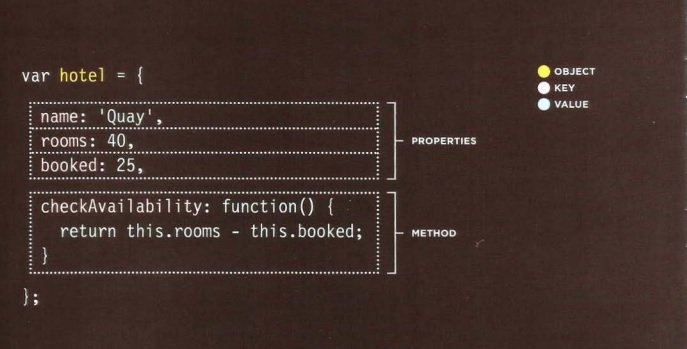 var hotel = {
OBJECT
KEY
VALUE
name: 'Quay',
rooms: 40,
booked: 25,
PROPERTIES
checkAvailability: function() {
return this.rooms - this.booked;
}
METHOD
};